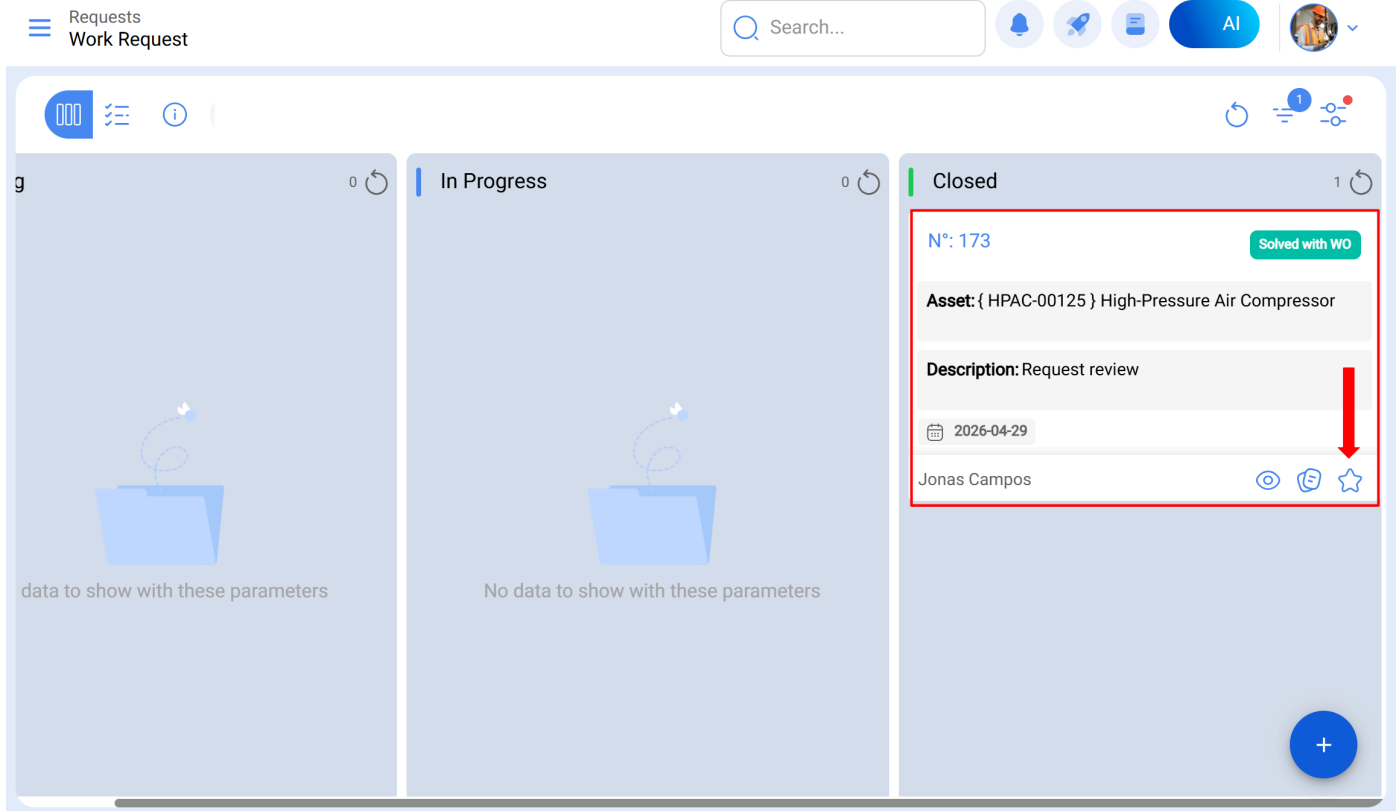 Requests
Work Request
Search...
AI
1
g
0
In Progress
0
Closed
1
N°: 173
Solved with WO
Asset: { HPAC-00125 } High-Pressure Air Compressor
Description: Request review
2026-04-29
Jonas Campos
data to show with these parameters
No data to show with these parameters